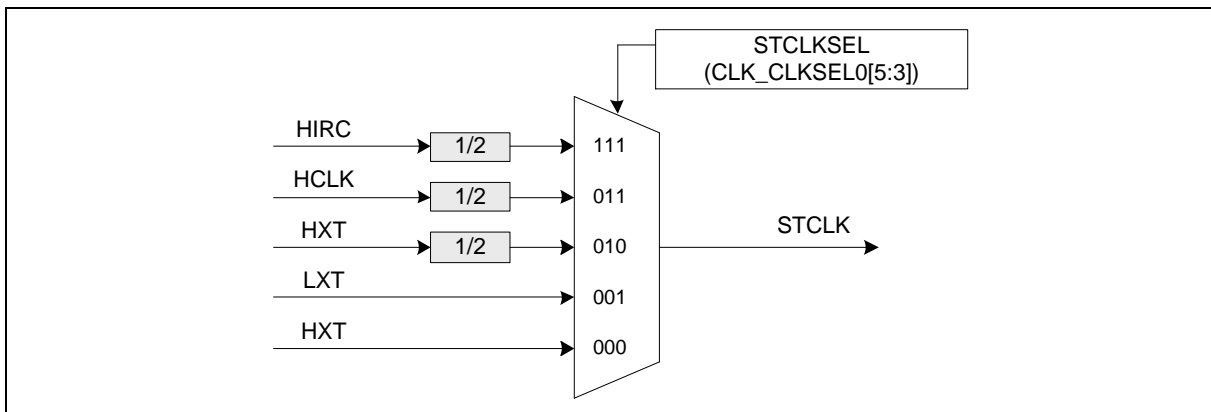 STCLKSEL
(CLK_CLKSEL0[5:3])
HIRC
1/2
111
HCLK
1/2
011
HXT
1/2
010
STCLK
LXT
001
HXT
000